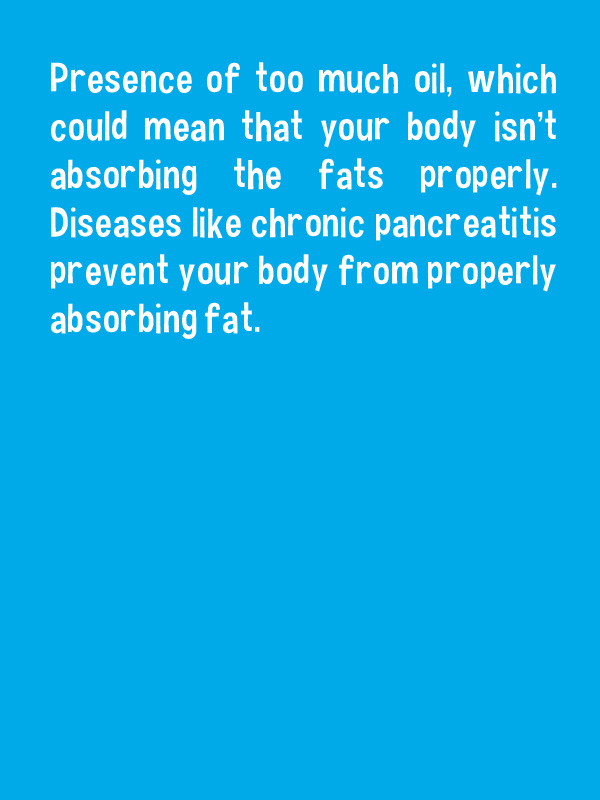 Presence of too much oil, which
could mean that your body isn’t
absorbing the fats properly.
Diseases like chronic pancreatitis
prevent your body from properly
absorbing fat.